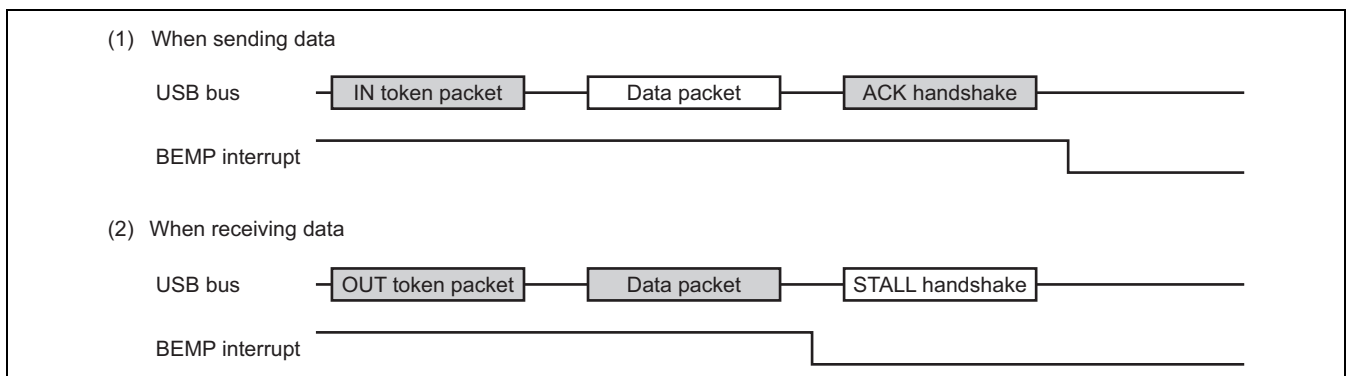 (1) When sending data
USB bus IN token packet Data packet ACK handshake
BEMP interrupt
(2) When receiving data
USB bus OUT token packet Data packet STALL handshake
BEMP interrupt